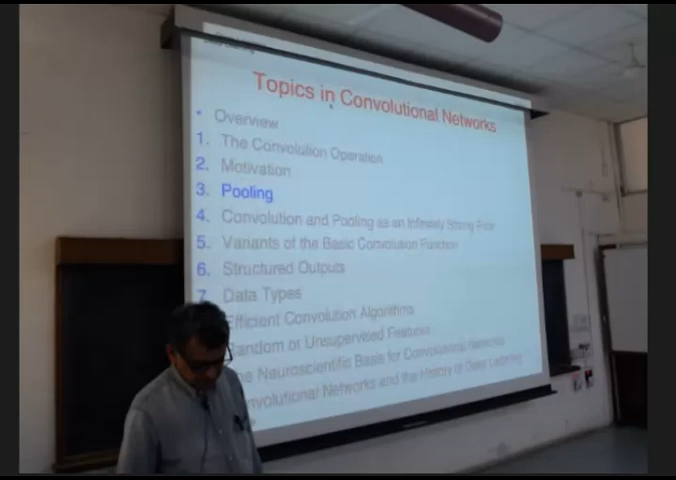 Topics in Convolutional Networks
• Overview
1. The Convolution Operation
2. Motivation
3. Pooling
4. Convolution and Pooling as an Infinitely Strong Prior
5. Variants of the Basic Convolution Function
6. Structured Outputs
7. Data Types
Efficient Convolution Algorithms
Random or Unsupervised Features
Neuroscientific Basis for Convolutional Networks
Networks and the History of Deep Learning